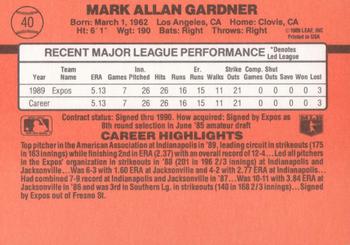 40
MARK ALLAN GARDNER
Born: March 1, 1962 Los Angeles, CA Home: Clovis, CA
Ht: 6' 1" Wgt: 190 Bats: Right Throws: Right
© 1989 LEAF, INC
Printed in USA
RECENT MAJOR LEAGUE PERFORMANCE *Denotes Led League
Year Team Name ERA Games Inn. Pitched Hits Er. Runs Runs Walks Strike Outs Comp. Games Shut Outs Saves Won Lost
1989 Expos 5.13 7 26 26 15 16 11 21 0 0 0 0 3
Career 5.13 7 26 26 15 16 11 21 0 0 0 0 3
Contract status: Signed thru 1990. How Acquired: Signed by Expos as
8th round selection in June '85 amateur draft
CAREER HIGHLIGHTS
Top pitcher in the American Association at Indianapolis in '89, leading circuit in strikeouts (175
in 163 innings) while finishing 2nd in ERA (2.37) with an overall record of 12-4... Led all pitchers
in Expos' organization in strikeouts in '88 (201 in 196 2/3 innings) at Indianapolis and
Jacksonville... Was 6-3 with 1.60 ERA at Jacksonville and 4-2 with 2.77 ERA at Indianapolis...
Had combined 7-9 record at Indianapolis and Jacksonville in '87... Was 10-11 with 3.84 ERA at
Jacksonville in '86 and was 3rd in Southern Lg. in strikeouts (140 in 168 2/3 innings)... Signed
by Expos out of Fresno St.